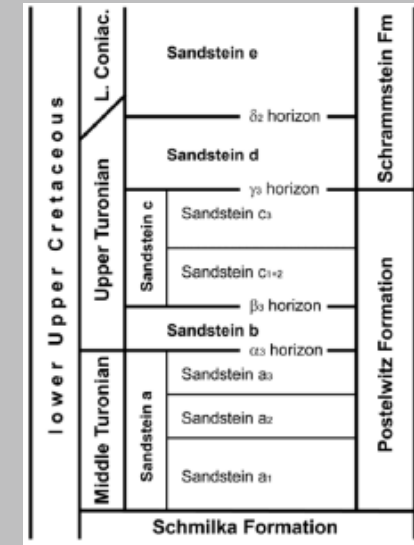 lower Upper Cretaceous
L. Coniac.
Upper Turonian
Middle Turonian
Sandstein e
δ2 horizon
Sandstein d
γ3 horizon
Sandstein c
Sandstein c3
Sandstein c1+2
β3 horizon
Sandstein b
α3 horizon
Sandstein a
Sandstein a3
Sandstein a2
Sandstein a1
Schrammstein Fm
Postelwitz Formation
Schmilka Formation